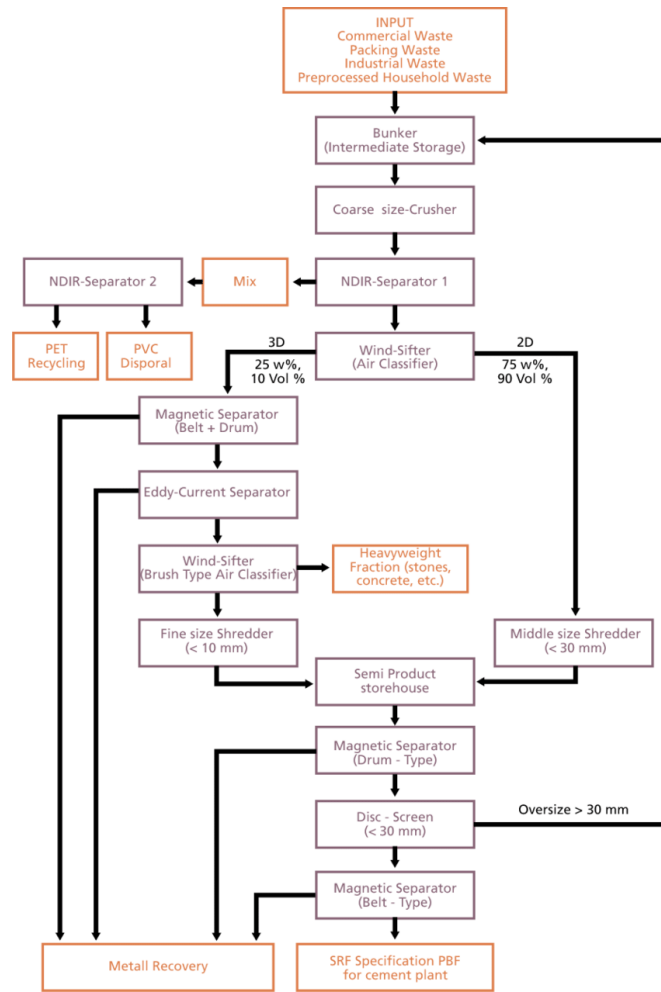 INPUT
Commercial Waste
Packing Waste
Industrial Waste
Preprocessed Household Waste
Bunker
(Intermediate Storage)
Coarse size-Crusher
NDIR-Separator 2
Mix
NDIR-Separator 1
PET
Recycling
PVC
Disporal
3D
25 w%,
10 Vol %
Wind-Sifter
(Air Classifier)
2D
75 w%,
90 Vol %
Magnetic Separator
(Belt + Drum)
Eddy-Current Separator
Wind-Sifter
(Brush Type Air Classifier)
Heavyweight
Fraction (stones,
concrete, etc.)
Fine size Shredder
(< 10 mm)
Middle size Shredder
(< 30 mm)
Semi Product
storehouse
Magnetic Separator
(Drum - Type)
Disc - Screen
(< 30 mm)
Oversize > 30 mm
Magnetic Separator
(Belt - Type)
Metall Recovery
SRF Specification PBF
for cement plant